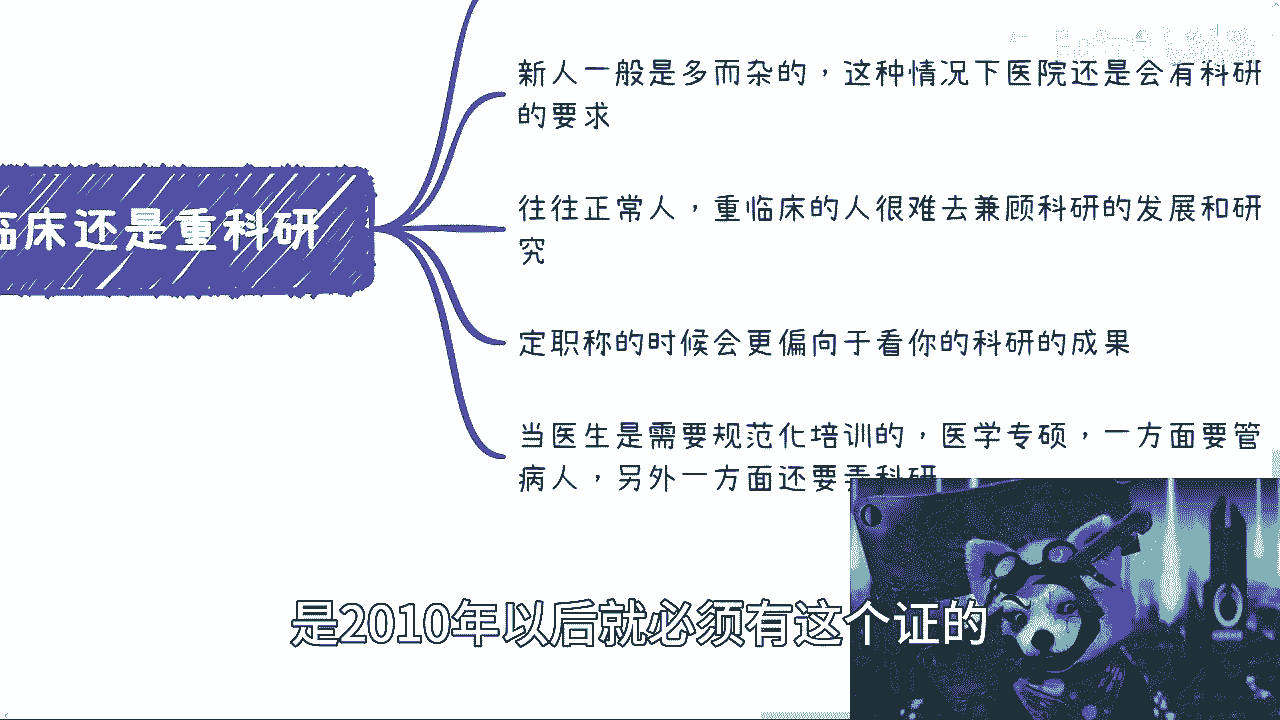 新人一般是多而杂的，这种情况下医院还是会有科研
的要求
临床还是重科研
往往正常人，重临床的人很难去兼顾科研的发展和研
究
定职称的时候会更偏向于看你的科研的成果
当医生是需要规范化培训的，医学专硕，一方面要管
病人，另外一方面还要弄科研
是2010年以后就必须有这个证的